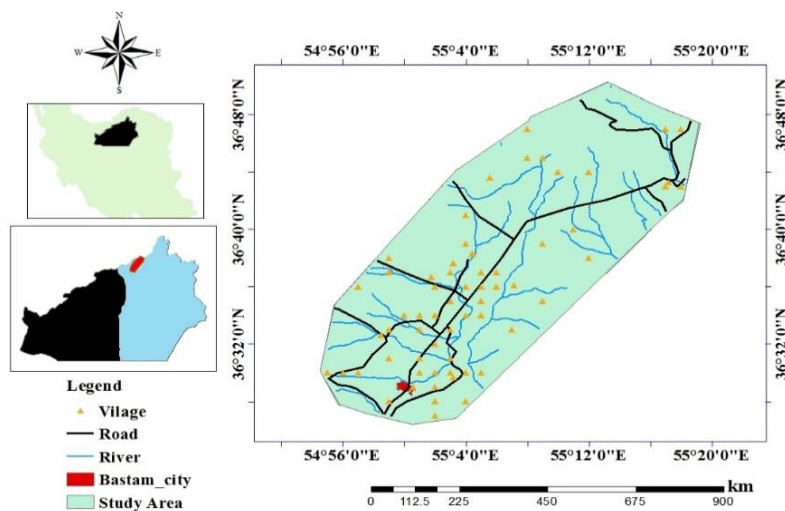 N
W E
S
54°56'0"E 55°4'0"E 55°12'0"E 55°20'0"E
36°48'0"N
36°40'0"N
36°32'0"N
36°48'0"N
36°40'0"N
36°32'0"N
54°56'0"E 55°4'0"E 55°12'0"E 55°20'0"E
Legend
Vilage
Road
River
Bastam_city
Study Area
km
0 112.5 225 450 675 900